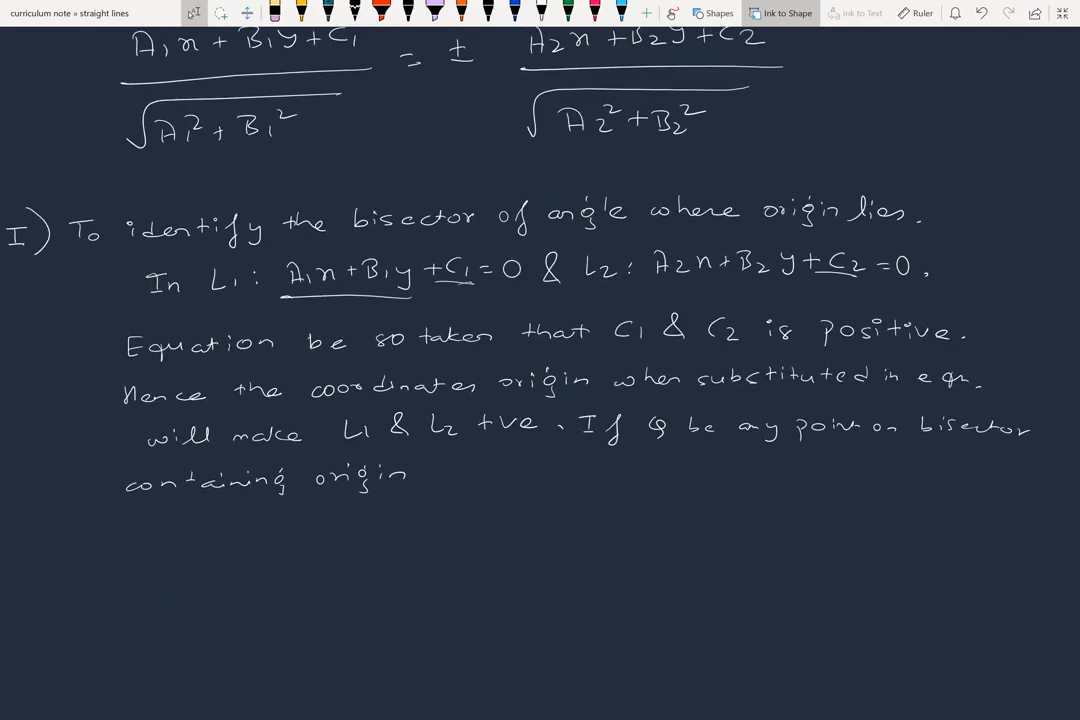 curriculum note » straight lines Shapes Ink to Shape Ink to Text Ruler
A₁x + B₁y + C₁ = ± A₂x + B₂y + C₂
√A₁² + B₁² √A₂² + B₂²
I) To identify the bisector of angle where origin lies.
In L₁ : A₁x + B₁y + C₁ = 0 & L₂ : A₂x + B₂y + C₂ = 0,
Equation be so taken that C₁ & C₂ is positive.
Hence the coordinates origin when substituted in eqn.
will make L₁ & L₂ +ve. If Q be any point on bisector
containing origin